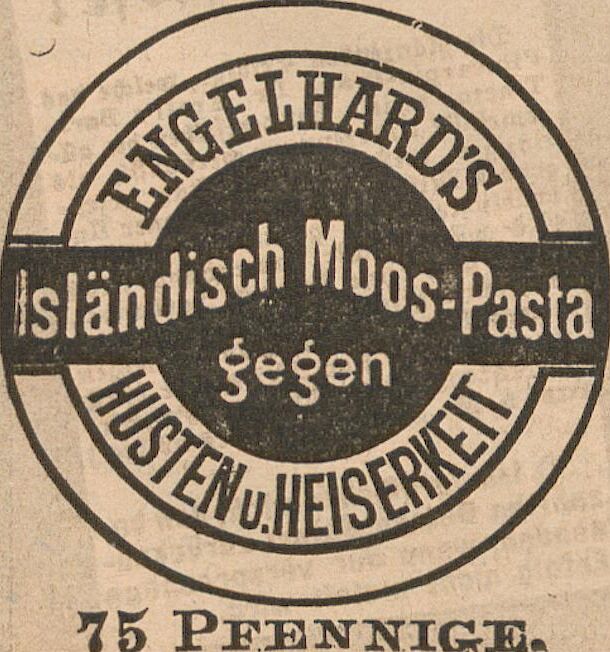 ENGELHARD'S
Isländisch Moos-Pasta
gegen
HUSTEN u. HEISERKEIT
75 PFENNIGE.